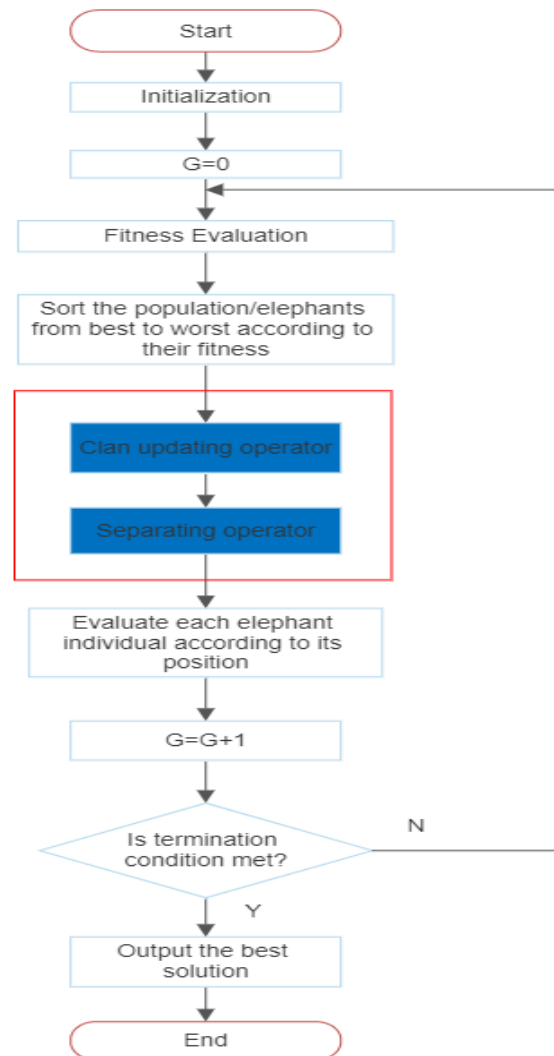 Start
Initialization
G=0
Fitness Evaluation
Sort the population/elephants
from best to worst according to
their fitness
Clan updating operator
Separating operator
Evaluate each elephant
individual according to its
position
G=G+1
Is termination
condition met?
N
Y
Output the best
solution
End